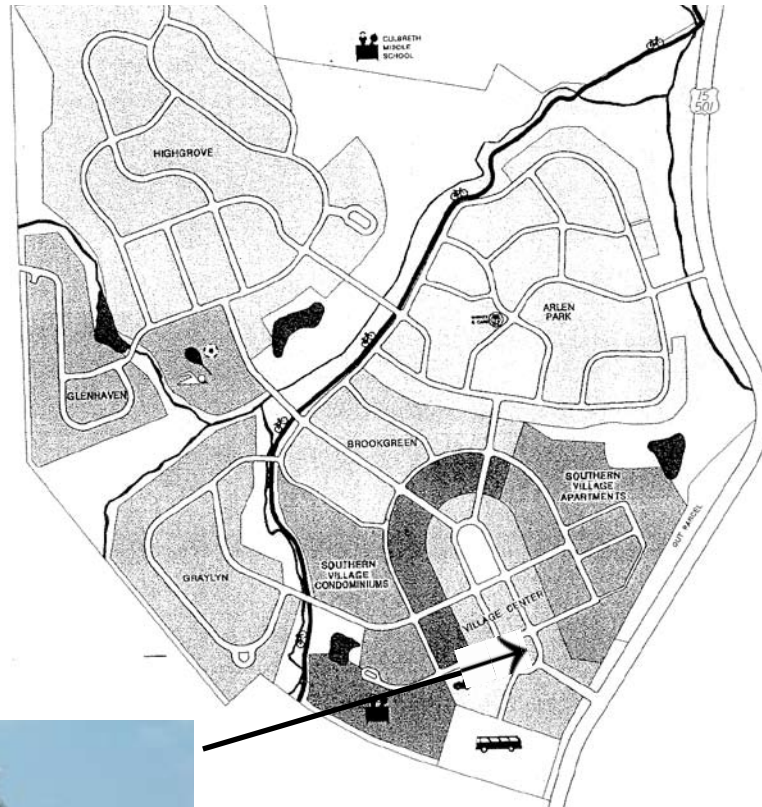 CULBRETH
MIDDLE
SCHOOL
15
501
HIGHGROVE
ARLEN
PARK
GLENHAVEN
BROOKGREEN
SOUTHERN
VILLAGE
APARTMENTS
OUT PARCEL
SOUTHERN
VILLAGE
CONDOMINIUMS
GRAYLYN
VILLAGE CENTER